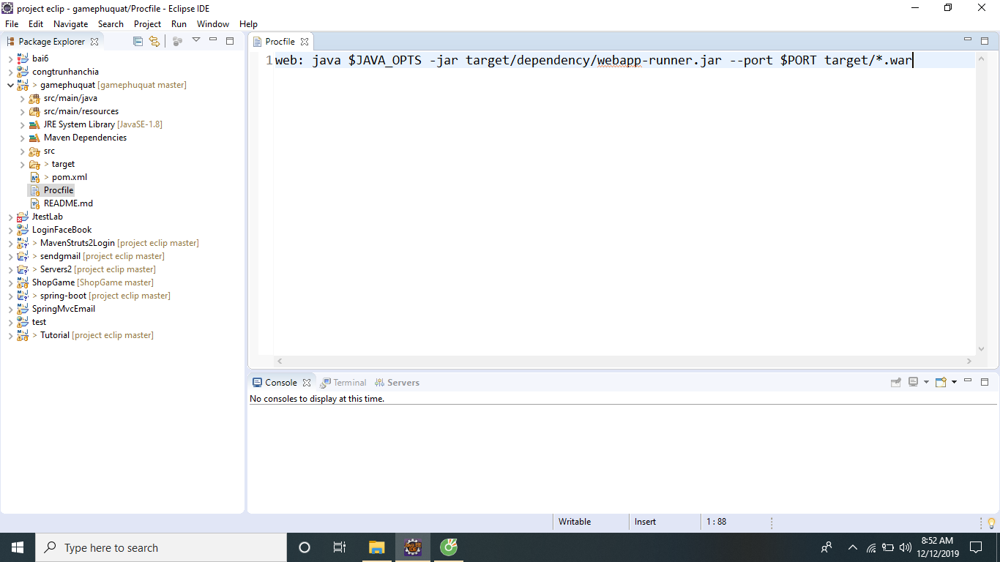 project eclip - gamephuquat/Procfile - Eclipse IDE
File Edit Navigate Search Project Run Window Help
Package Explorer
Procfile
bai6
congtrunhanchia
> gamephuquat [gamephuquat master]
src/main/java
src/main/resources
JRE System Library [JavaSE-1.8]
Maven Dependencies
src
> target
> pom.xml
Procfile
README.md
JtestLab
LoginFaceBook
> MavenStruts2Login [project eclip master]
> sendgmail [project eclip master]
> Servers2 [project eclip master]
ShopGame [ShopGame master]
> spring-boot [project eclip master]
SpringMvcEmail
test
> Tutorial [project eclip master]
1 web: java $JAVA_OPTS -jar target/dependency/webapp-runner.jar --port $PORT target/*.war
Console Terminal Servers
No consoles to display at this time.
Writable Insert 1 : 88
Type here to search
8:52 AM
12/12/2019